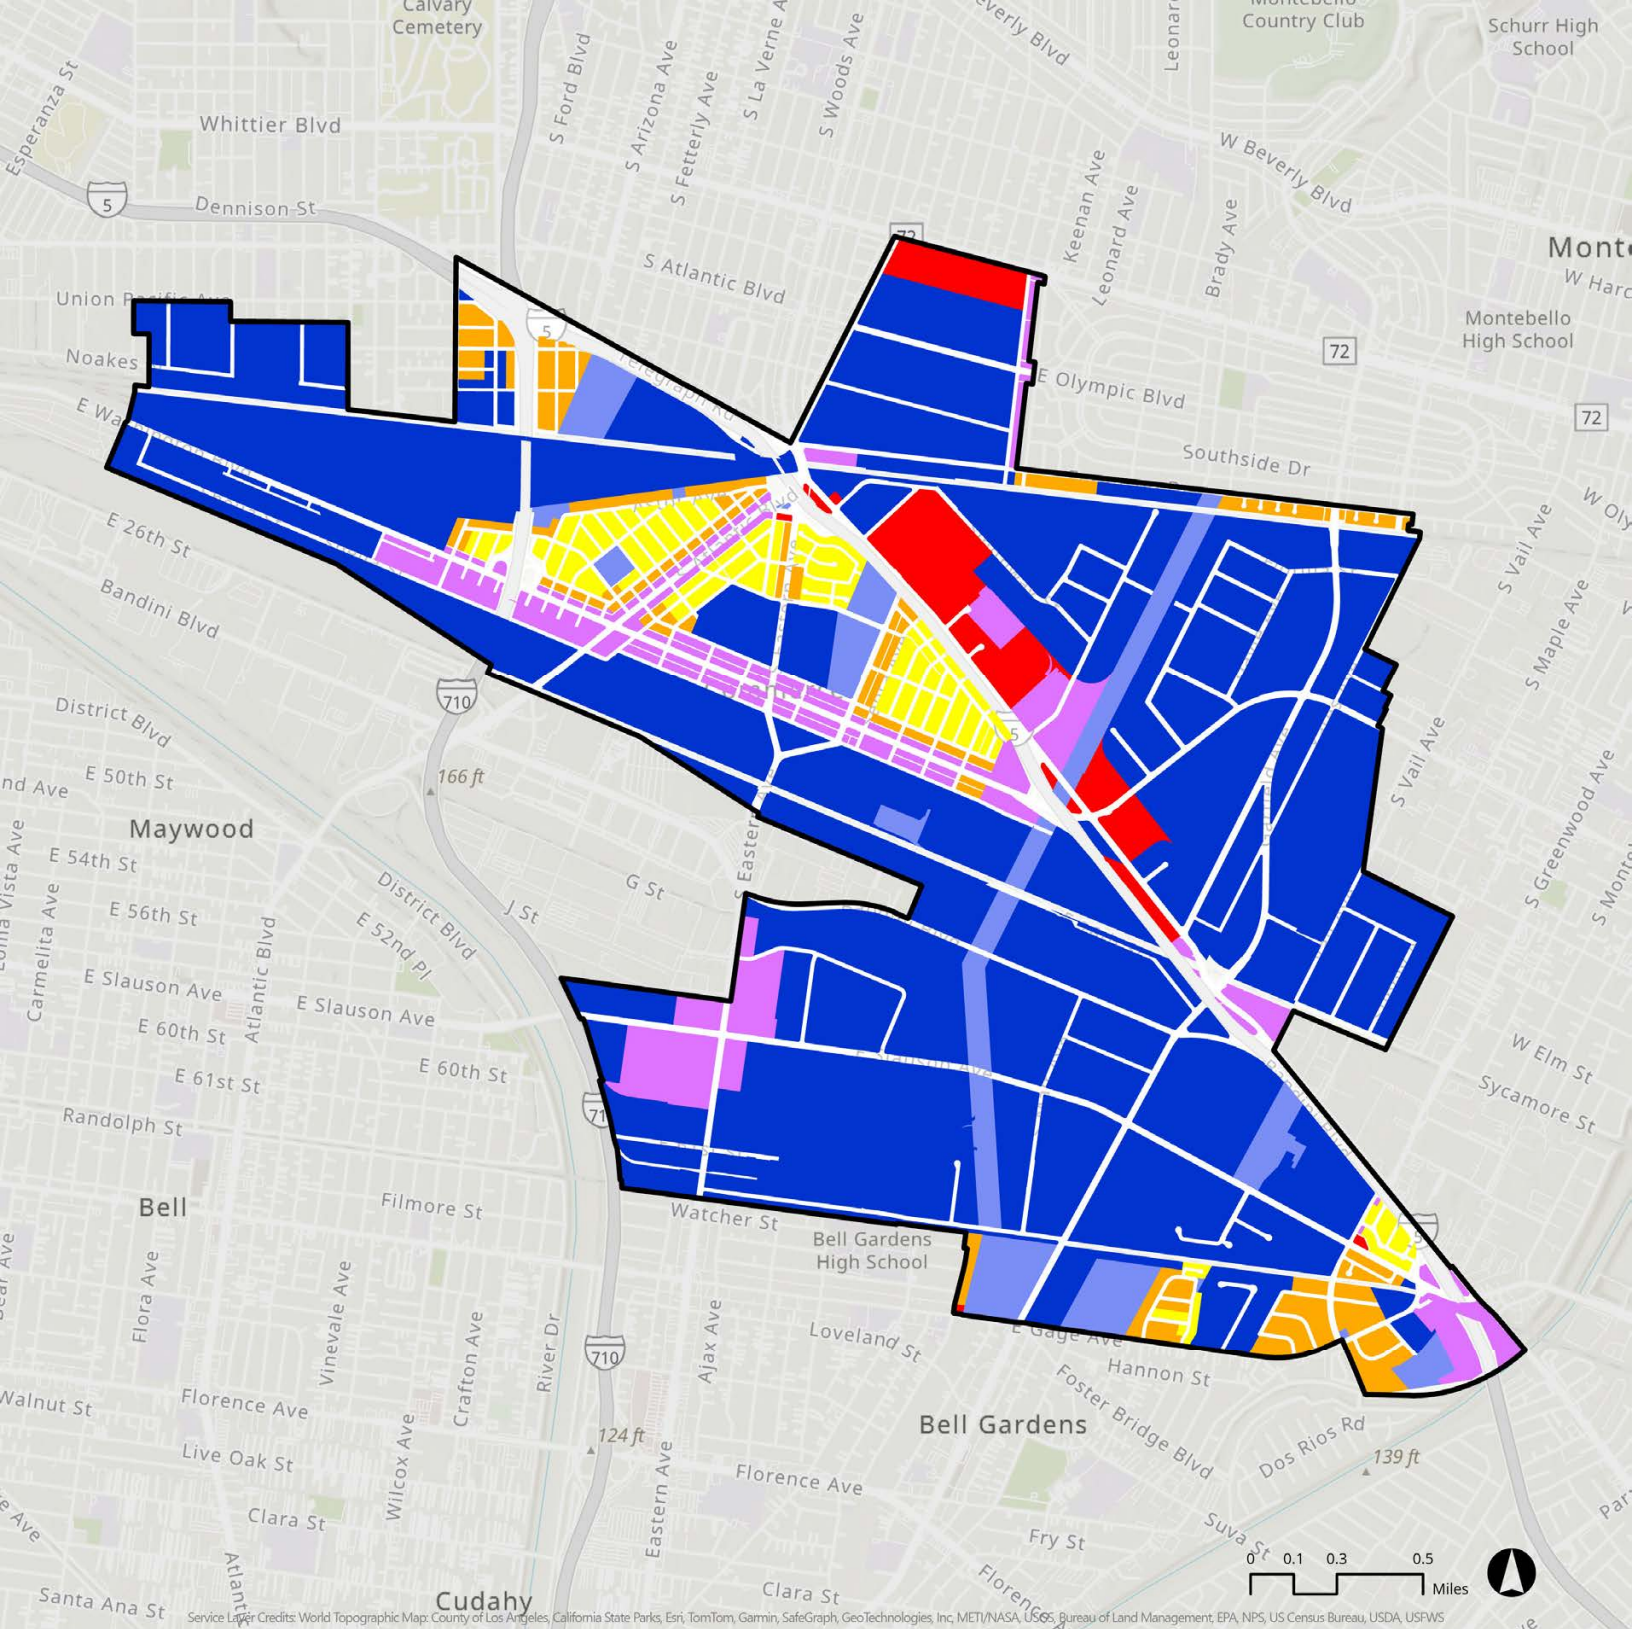 Calvary
Cemetery
Montebello
Country Club
Schurr High
School
Esperanza St
Whittier Blvd
S Ford Blvd
S Arizona Ave
S Fetterly Ave
S La Verne A
S Woods Ave
everly Blvd
Leonar
W Beverly Blvd
5
Dennison St
72
Keenan Ave
Leonard Ave
Brady Ave
Mont
W Harc
S Atlantic Blvd
Union Pacific Ave
5
Montebello
High School
72
Noakes
Telegraph Rd
E Olympic Blvd
72
Southside Dr
E 26th St
Bandini Blvd
S Vail Ave
W Oly
S Maple Ave
710
District Blvd
5
E 50th St
nd Ave
166 ft
S Vail Ave
S Greenwood Ave
Maywood
E 54th St
S Eastern Ave
G St
District Blvd
J St
E 56th St
E 52nd Pl
Carmelita Ave
Atlantic Blvd
S Monte
E Slauson Ave
E Slauson Ave
E 60th St
E 60th St
E Slauson Ave
W Elm St
E 61st St
Sycamore St
71
Randolph St
Bell
Filmore St
Watcher St
Bell Gardens
High School
5
Flora Ave
Vinevale Ave
Crafton Ave
River Dr
Ajax Ave
Loveland St
E Gage Ave
Hannon St
710
Foster Bridge Blvd
Walnut St
Florence Ave
Wilcox Ave
Bell Gardens
124 ft
Dos Rios Rd
139 ft
Live Oak St
Eastern Ave
Florence Ave
Clara St
Fry St
Suva St
0 0.1 0.3 0.5
Miles
Atlanti
Santa Ana St
Cudahy
Clara St
Florenc
Service Layer Credits: World Topographic Map: County of Los Angeles, California State Parks, Esri, TomTom, Garmin, SafeGraph, GeoTechnologies, Inc, METI/NASA, USGS, Bureau of Land Management, EPA, NPS, US Census Bureau, USDA, USFWS